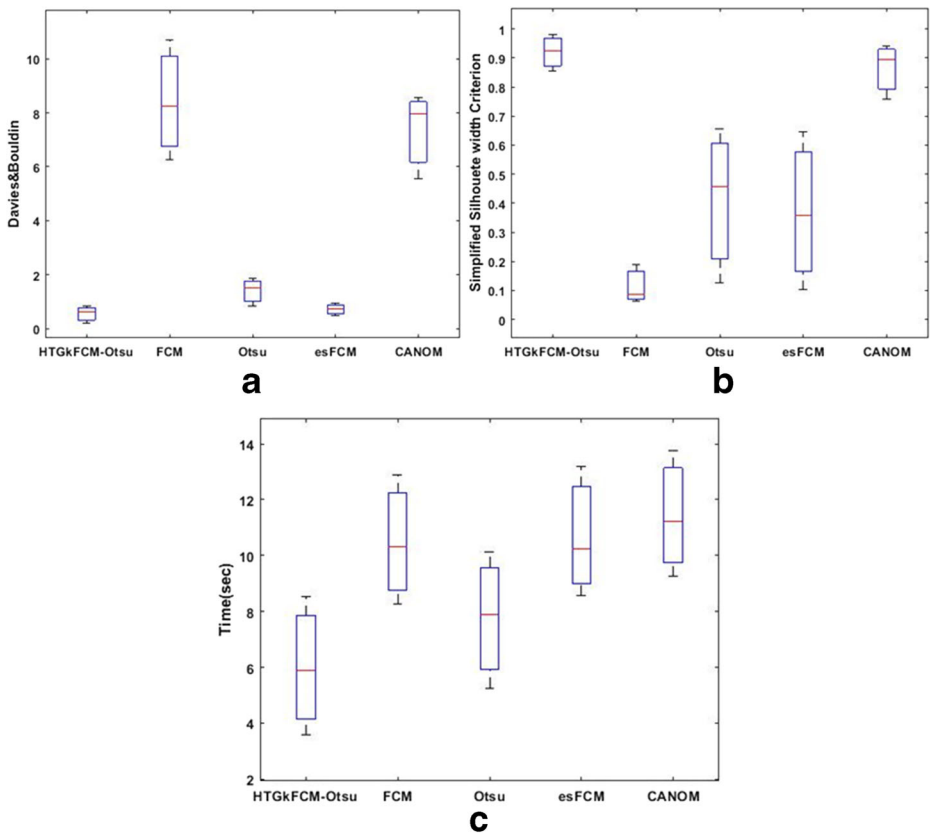 Davies&Bouldin
10
8
6
4
2
0
HTGkFCM-Otsu FCM Otsu esFCM CANOM
a
Simplified Silhouete width Criterion
1
0.9
0.8
0.7
0.6
0.5
0.4
0.3
0.2
0.1
0
HTGkFCM-Otsu FCM Otsu esFCM CANOM
b
Time(sec)
14
12
10
8
6
4
2
HTGkFCM-Otsu FCM Otsu esFCM CANOM
c